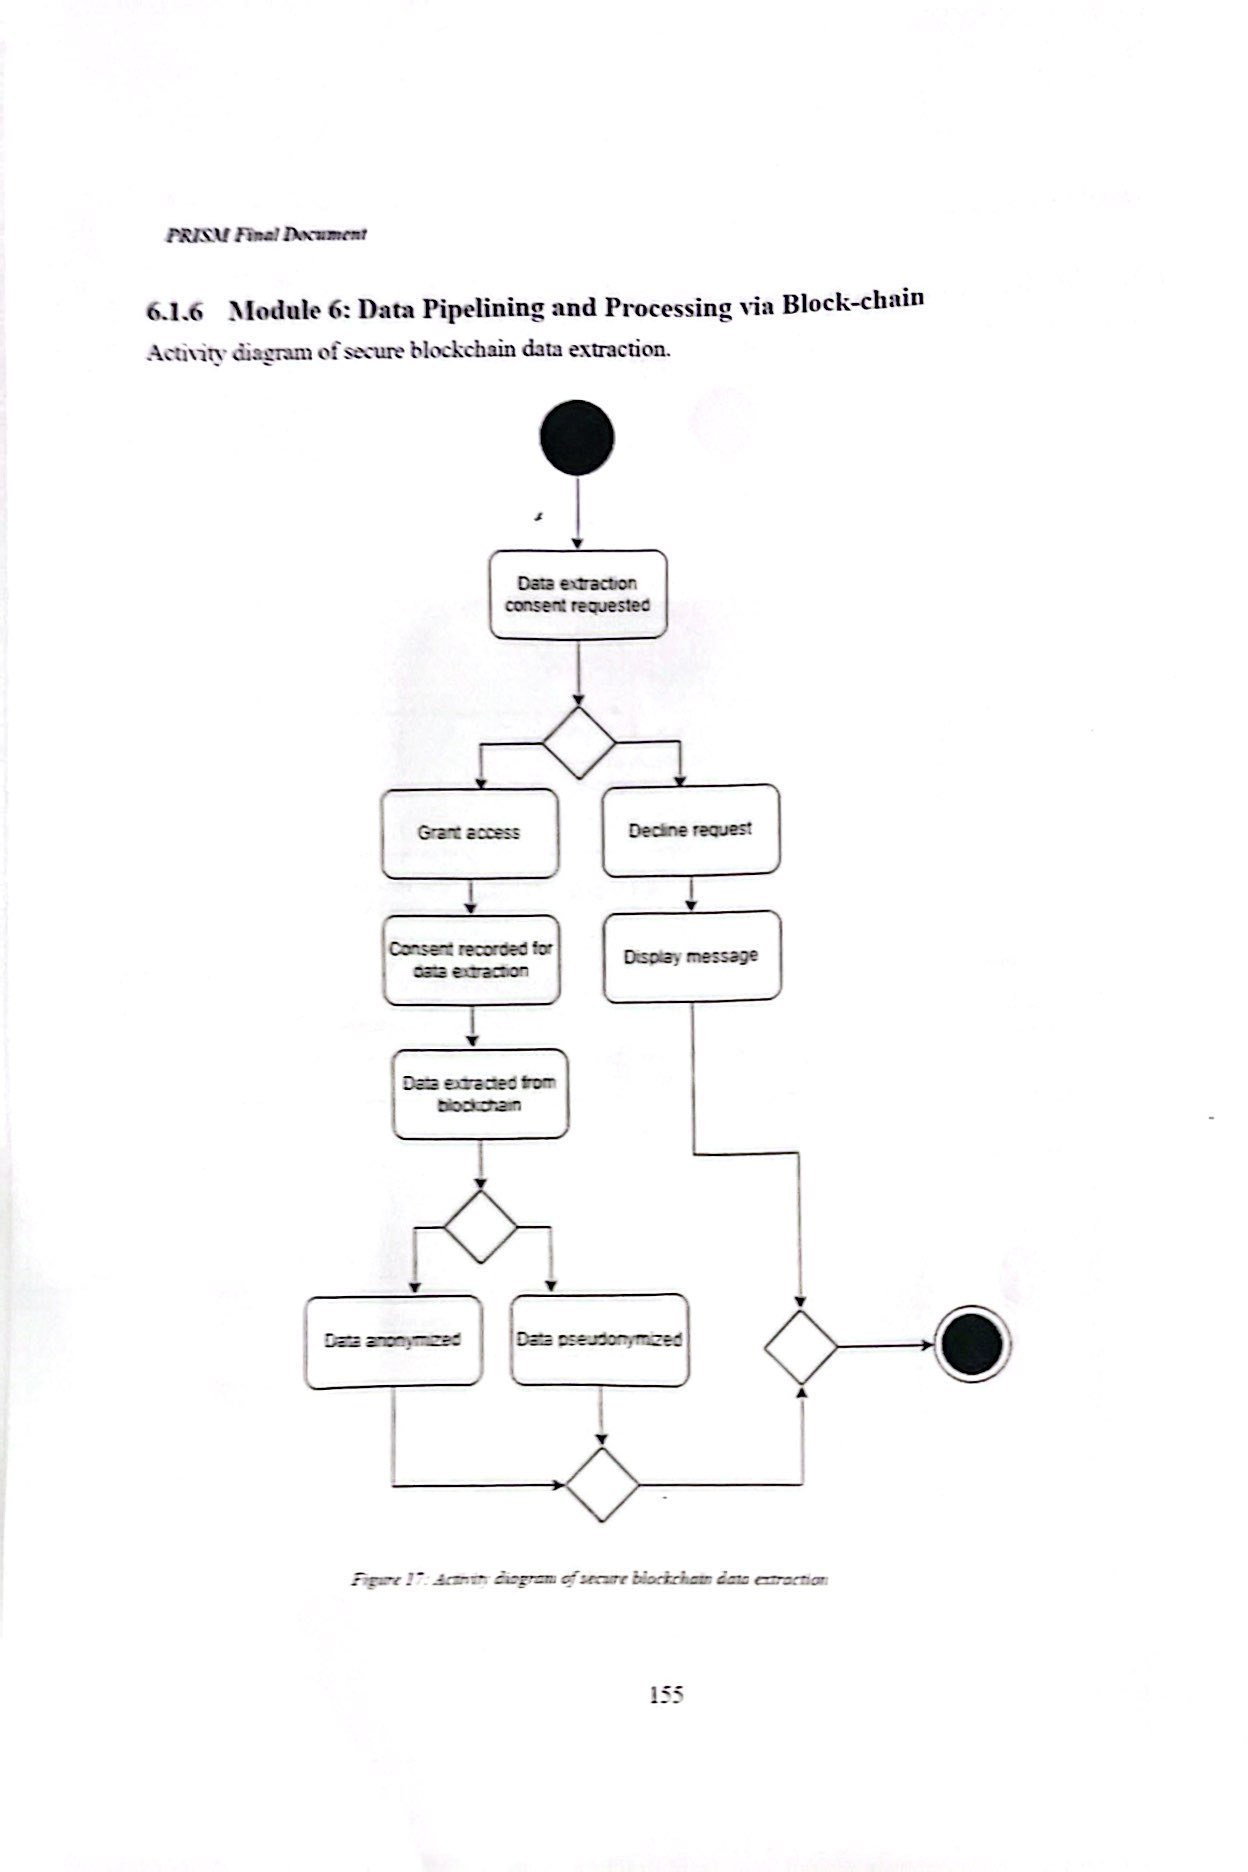 PRISM Final Document
6.1.6 Module 6: Data Pipelining and Processing via Block-chain
Activity diagram of secure blockchain data extraction.
Data extraction
consent requested
Grant access
Decline request
Consent recorded for
data extraction
Display message
Data extracted from
blockchain
Data anonymized
Data pseudonymized
Figure 17: Activity diagram of secure blockchain data extraction
155